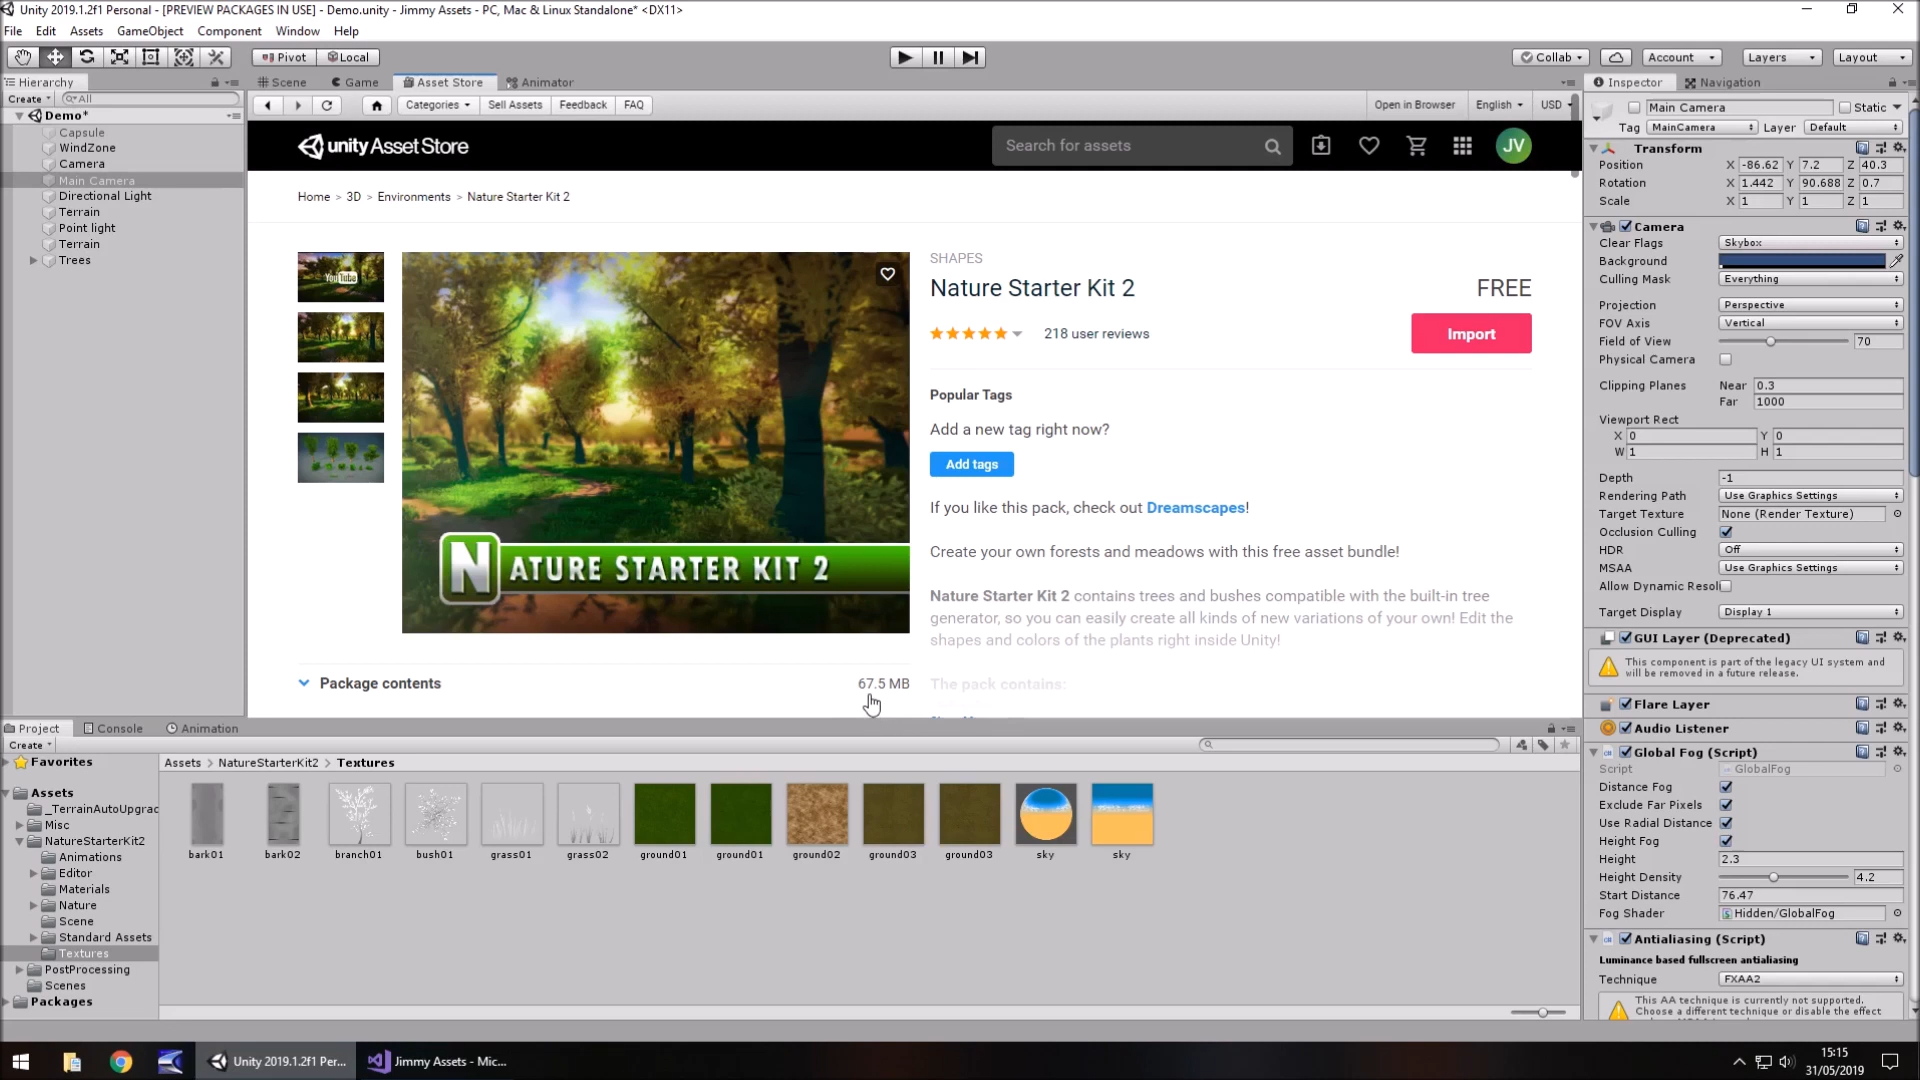 Unity 2019.1.2f1 Personal - [PREVIEW PACKAGES IN USE] - Demo.unity - Jimmy Assets - PC, Mac & Linux Standalone* <DX11>
File Edit Assets GameObject Component Window Help
Pivot Local Collab Account Layers Layout
Hierarchy
Create All
Demo*
Capsule
WindZone
Camera
Main Camera
Directional Light
Terrain
Point light
Terrain
Trees
Scene Game Asset Store Animator
Categories Sell Assets Feedback FAQ Open in Browser English USD
unity Asset Store Search for assets JV
Home > 3D > Environments > Nature Starter Kit 2
YouTube
NATURE STARTER KIT 2
SHAPES
Nature Starter Kit 2 FREE
218 user reviews Import
Popular Tags
Add a new tag right now?
Add tags
If you like this pack, check out Dreamscapes!
Create your own forests and meadows with this free asset bundle!
Nature Starter Kit 2 contains trees and bushes compatible with the built-in tree
generator, so you can easily create all kinds of new variations of your own! Edit the
shapes and colors of the plants right inside Unity!
Package contents 67.5 MB The pack contains:
Inspector Navigation
Main Camera Static
Tag MainCamera Layer Default
Transform
Position X -86.62 Y 7.2 Z 40.3
Rotation X 1.442 Y 90.688 Z 0.7
Scale X 1 Y 1 Z 1
Camera
Clear Flags Skybox
Background
Culling Mask Everything
Projection Perspective
FOV Axis Vertical
Field of View 70
Physical Camera
Clipping Planes Near 0.3
Far 1000
Viewport Rect
X 0 Y 0
W 1 H 1
Depth -1
Rendering Path Use Graphics Settings
Target Texture None (Render Texture)
Occlusion Culling
HDR Off
MSAA Use Graphics Settings
Allow Dynamic Resol
Target Display Display 1
GUI Layer (Deprecated)
This component is part of the legacy UI system and
will be removed in a future release.
Flare Layer
Audio Listener
Global Fog (Script)
Script GlobalFog
Distance Fog
Exclude Far Pixels
Use Radial Distance
Height Fog
Height 2.3
Height Density 4.2
Start Distance 76.47
Fog Shader Hidden/GlobalFog
Antialiasing (Script)
Luminance based fullscreen antialiasing
Technique FXAA2
This AA technique is currently not supported.
Choose a different technique or disable the effect
Project Console Animation
Create
Favorites
Assets
_TerrainAutoUpgrac
Misc
NatureStarterKit2
Animations
Editor
Materials
Nature
Scene
Standard Assets
Textures
PostProcessing
Scenes
Packages
Assets > NatureStarterKit2 > Textures
bark01 bark02 branch01 bush01 grass01 grass02 ground01 ground01 ground02 ground03 ground03 sky sky
Unity 2019.1.2f1 Per... Jimmy Assets - Mic...
15:15
31/05/2019